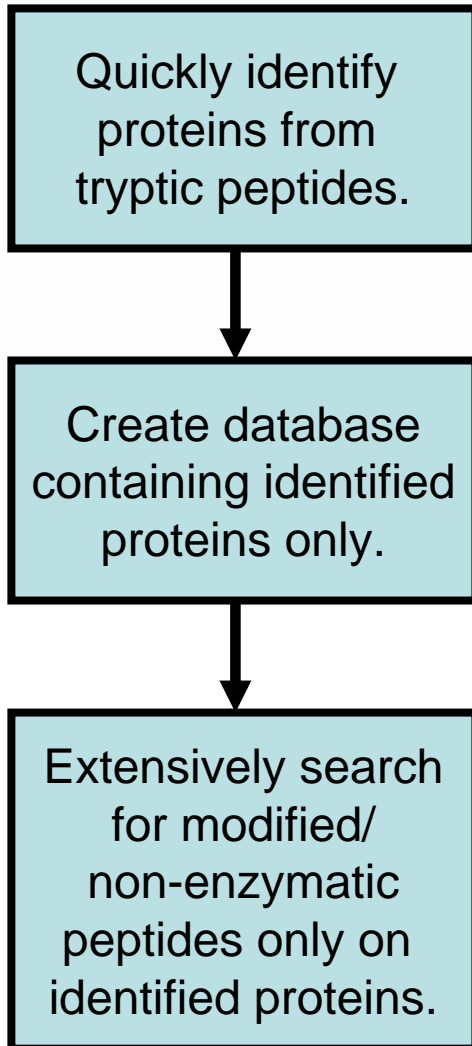 Quickly identify
proteins from
tryptic peptides.
Create database
containing identified
proteins only.
Extensively search
for modified/
non-enzymatic
peptides only on
identified proteins.